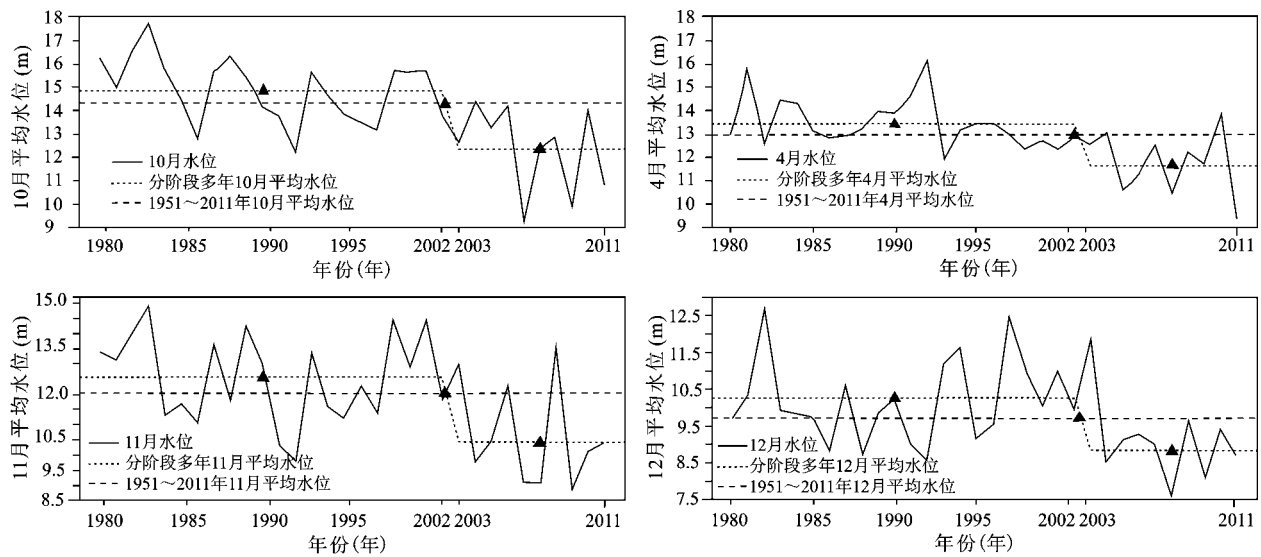 18
17
16
15
14
13
12
11
10
9
10月平均水位(m)
10月水位
分阶段多年10月平均水位
1951～2011年10月平均水位
1980 1985 1990 1995 2002 2003 2011
年份(年)
18
17
16
15
14
13
12
11
10
9
4月平均水位(m)
4月水位
分阶段多年4月平均水位
1951～2011年4月平均水位
1980 1985 1990 1995 2002 2003 2011
年份(年)
15.0
13.5
12.0
10.5
9.5
8.5
11月平均水位(m)
11月水位
分阶段多年11月平均水位
1951～2011年11月平均水位
1980 1985 1990 1995 2002 2003 2011
年份(年)
12.5
11.5
10.5
9.5
8.5
7.5
12月平均水位(m)
12月水位
分阶段多年12月平均水位
1951～2011年12月平均水位
1980 1985 1990 1995 2002 2003 2011
年份(年)